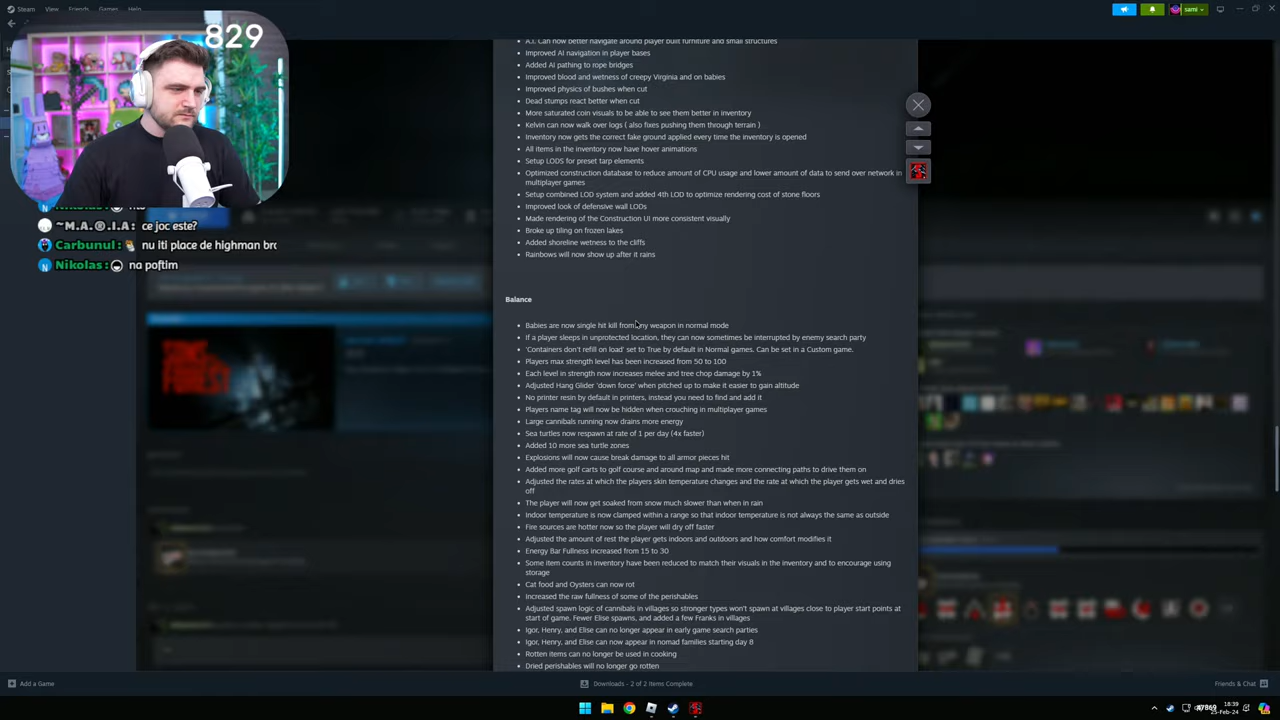 Steam View Friends Games Help
sami
829
~M.A.®.I.A: ce joc este?
Carbunul: nu iti place de highman bro
Nikolas: na poftim
A.I. Can now better navigate around player built furniture and small structures
Improved AI navigation in player bases
Added AI pathing to rope bridges
Improved blood and wetness of creepy Virginia and on babies
Improved physics of bushes when cut
Dead stumps react better when cut
More saturated coin visuals to be able to see them better in inventory
Kelvin can now walk over logs ( also fixes pushing them through terrain )
Inventory now gets the correct fake ground applied every time the inventory is opened
All items in the inventory now have hover animations
Setup LODS for preset tarp elements
Optimized construction database to reduce amount of CPU usage and lower amount of data to send over network in
multiplayer games
Setup combined LOD system and added 4th LOD to optimize rendering cost of stone floors
Improved look of defensive wall LODs
Made rendering of the Construction UI more consistent visually
Broke up tiling on frozen lakes
Added shoreline wetness to the cliffs
Rainbows will now show up after it rains
Balance
Babies are now single hit kill from any weapon in normal mode
If a player sleeps in unprotected location, they can now sometimes be interrupted by enemy search party
'Containers don't refill on load' set to True by default in Normal games. Can be set in a Custom game.
Players max strength level has been increased from 50 to 100
Each level in strength now increases melee and tree chop damage by 1%
Adjusted Hang Glider 'down force' when pitched up to make it easier to gain altitude
No printer resin by default in printers, instead you need to find and add it
Players name tag will now be hidden when crouching in multiplayer games
Large cannibals running now drains more energy
Sea turtles now respawn at rate of 1 per day (4x faster)
Added 10 more sea turtle zones
Explosions will now cause break damage to all armor pieces hit
Added more golf carts to golf course and around map and made more connecting paths to drive them on
Adjusted the rates at which the players skin temperature changes and the rate at which the player gets wet and dries
off
The player will now get soaked from snow much slower than when in rain
Indoor temperature is now clamped within a range so that indoor temperature is not always the same as outside
Fire sources are hotter now so the player will dry off faster
Adjusted the amount of rest the player gets indoors and outdoors and how comfort modifies it
Energy Bar Fullness increased from 15 to 30
Some item counts in inventory have been reduced to match their visuals in the inventory and to encourage using
storage
Cat food and Oysters can now rot
Increased the raw fullness of some of the perishables
Adjusted spawn logic of cannibals in villages so stronger types won't spawn at villages close to player start points at
start of game. Fewer Elise spawns, and added a few Franks in villages
Igor, Henry, and Elise can no longer appear in early game search parties
Igor, Henry, and Elise can now appear in nomad families starting day 8
Rotten items can no longer be used in cooking
Dried perishables will no longer go rotten
Add a Game
Downloads - 2 of 2 Items Complete
Friends & Chat
18:39
25-Feb-24